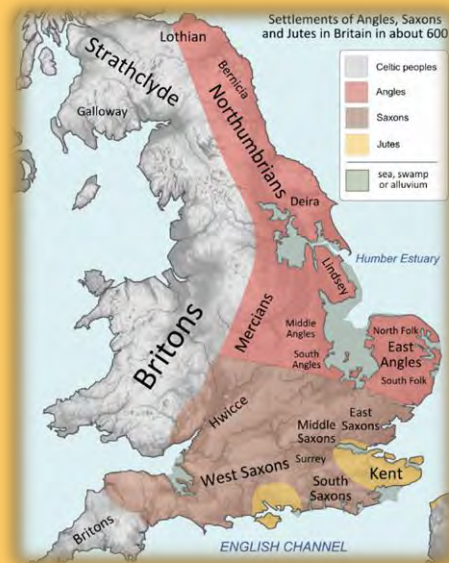 Settlements of Angles, Saxons
and Jutes in Britain in about 600
Celtic peoples
Angles
Saxons
Jutes
sea, swamp
or alluvium
Lothian
Strathclyde
Bernicia
Galloway
Northumbrians
Deira
Humber Estuary
Lindsey
Mercians
Middle
Angles
South
Angles
North Folk
East
Angles
South Folk
Britons
Hwicce
East
Saxons
Middle
Saxons
Surrey
Kent
West Saxons
South
Saxons
Britons
ENGLISH CHANNEL